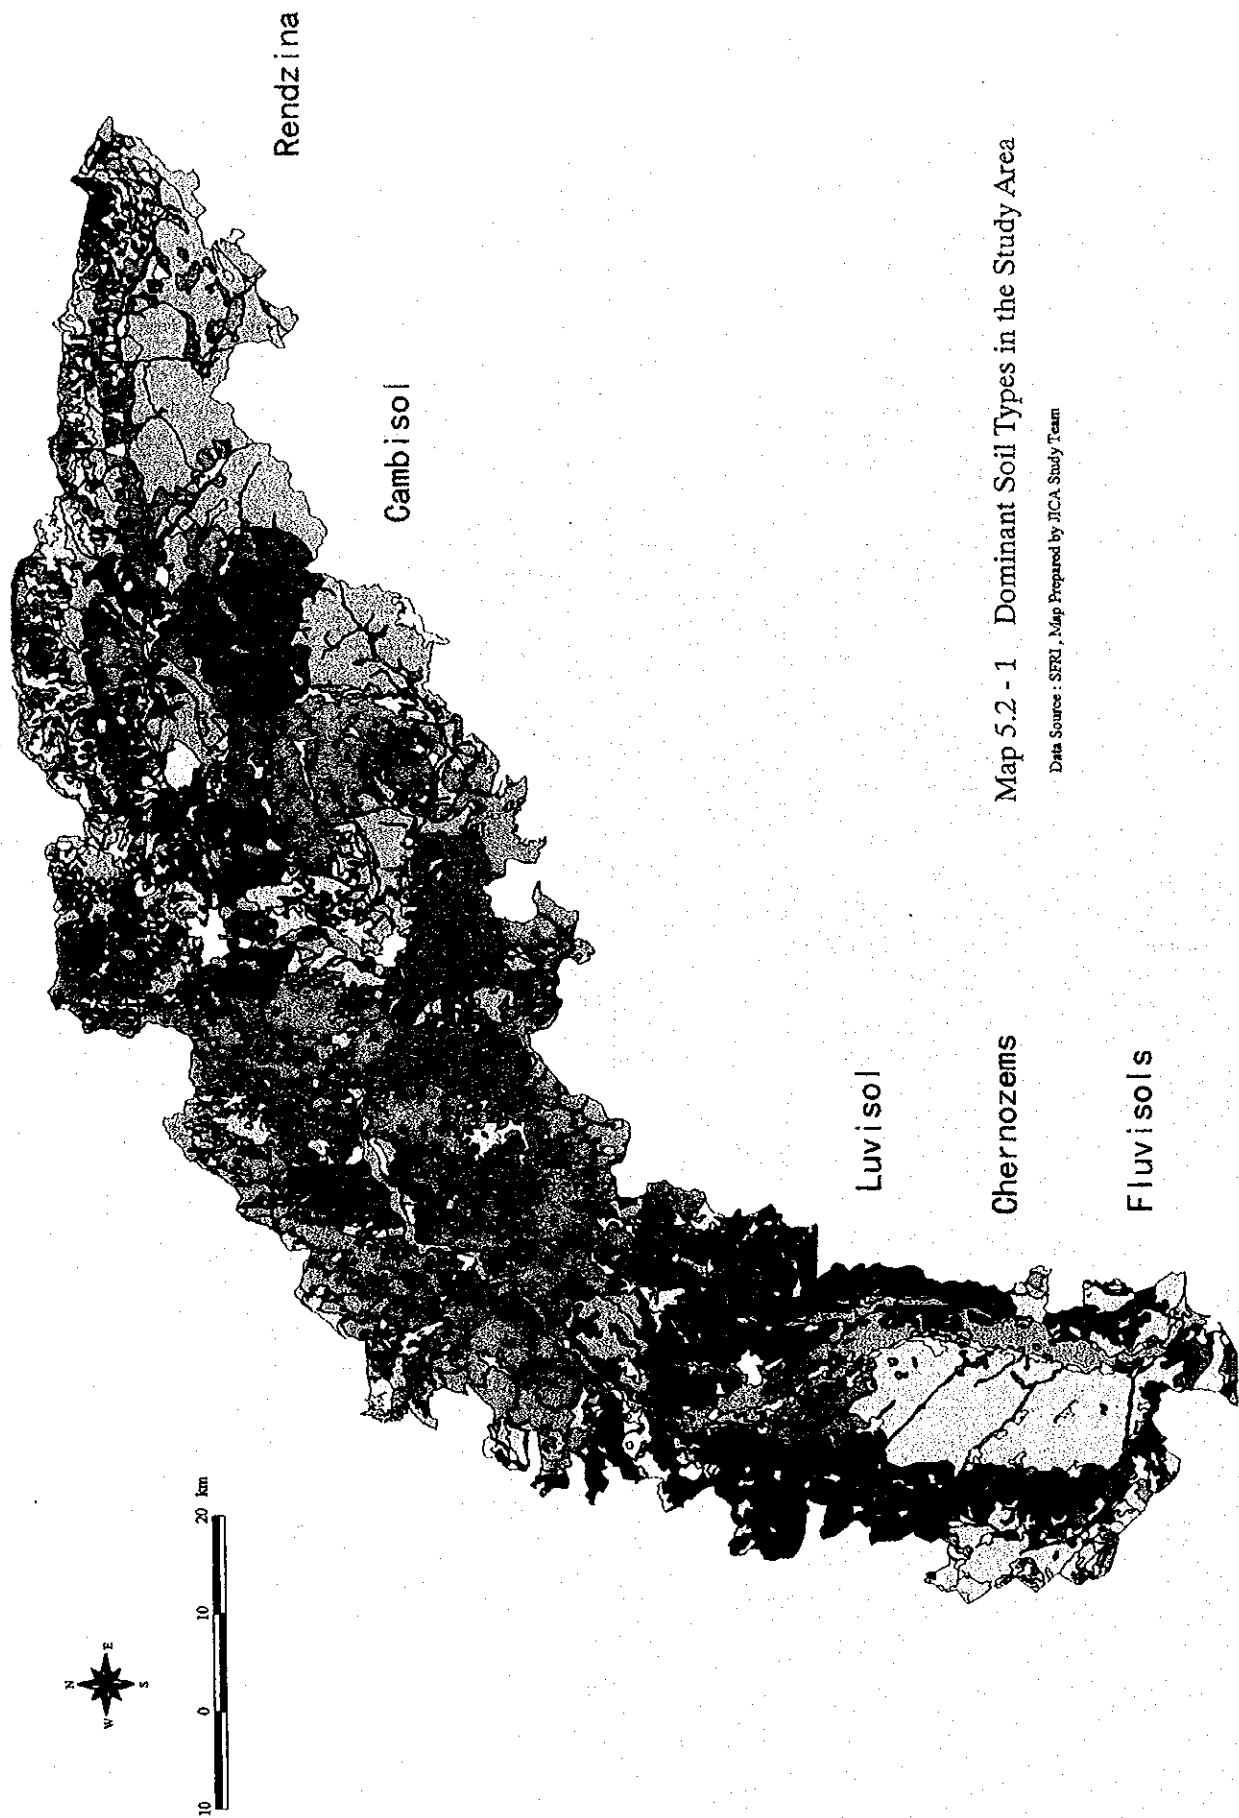 N
W
E
S
10
0
10
20 km
Rendzina
Cambisol
Luvisol
Chernozems
Fluvisols
Map 5.2 - 1 Dominant Soil Types in the Study Area
Data Source : SFRI , Map Prepared by JICA Study Team